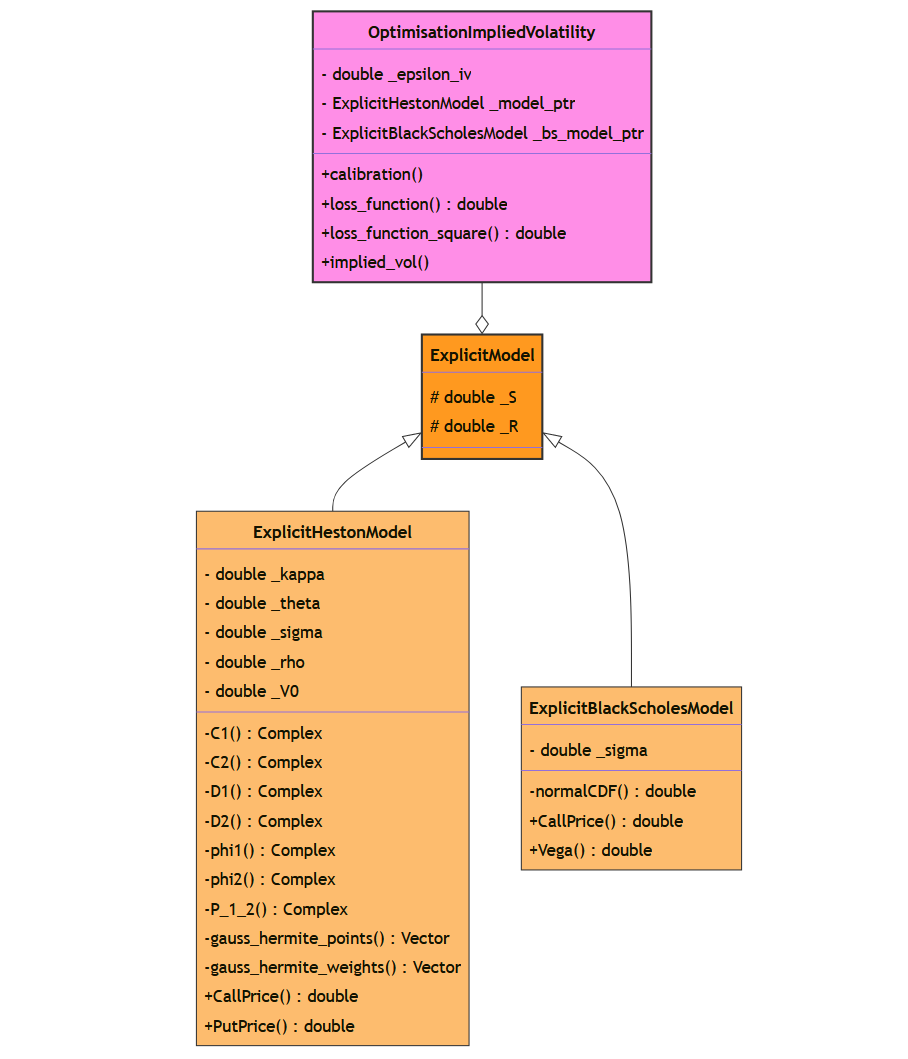 OptimisationImpliedVolatility
- double _epsilon_iv
- ExplicitHestonModel _model_ptr
- ExplicitBlackScholesModel _bs_model_ptr
+calibration()
+loss_function() : double
+loss_function_square() : double
+implied_vol()
ExplicitModel
# double _S
# double _R
ExplicitHestonModel
- double _kappa
- double _theta
- double _sigma
- double _rho
- double _V0
-C1() : Complex
-C2() : Complex
-D1() : Complex
-D2() : Complex
-phi1() : Complex
-phi2() : Complex
-P_1_2() : Complex
-gauss_hermite_points() : Vector
-gauss_hermite_weights() : Vector
+CallPrice() : double
+PutPrice() : double
ExplicitBlackScholesModel
- double _sigma
-normalCDF() : double
+CallPrice() : double
+Vega() : double